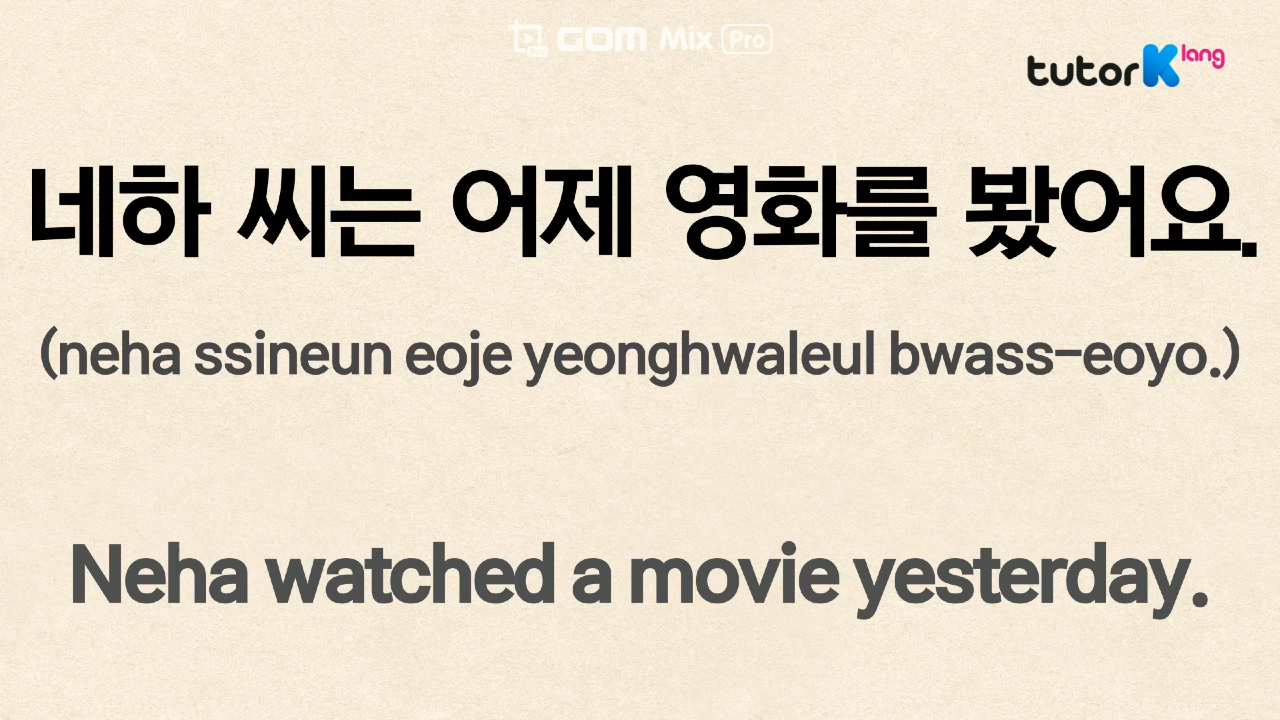 GOM Mix Pro
tutorK lang
네하 씨는 어제 영화를 봤어요.
(neha ssineun eoje yeonghwaleul bwass-eoyo.)
Neha watched a movie yesterday.